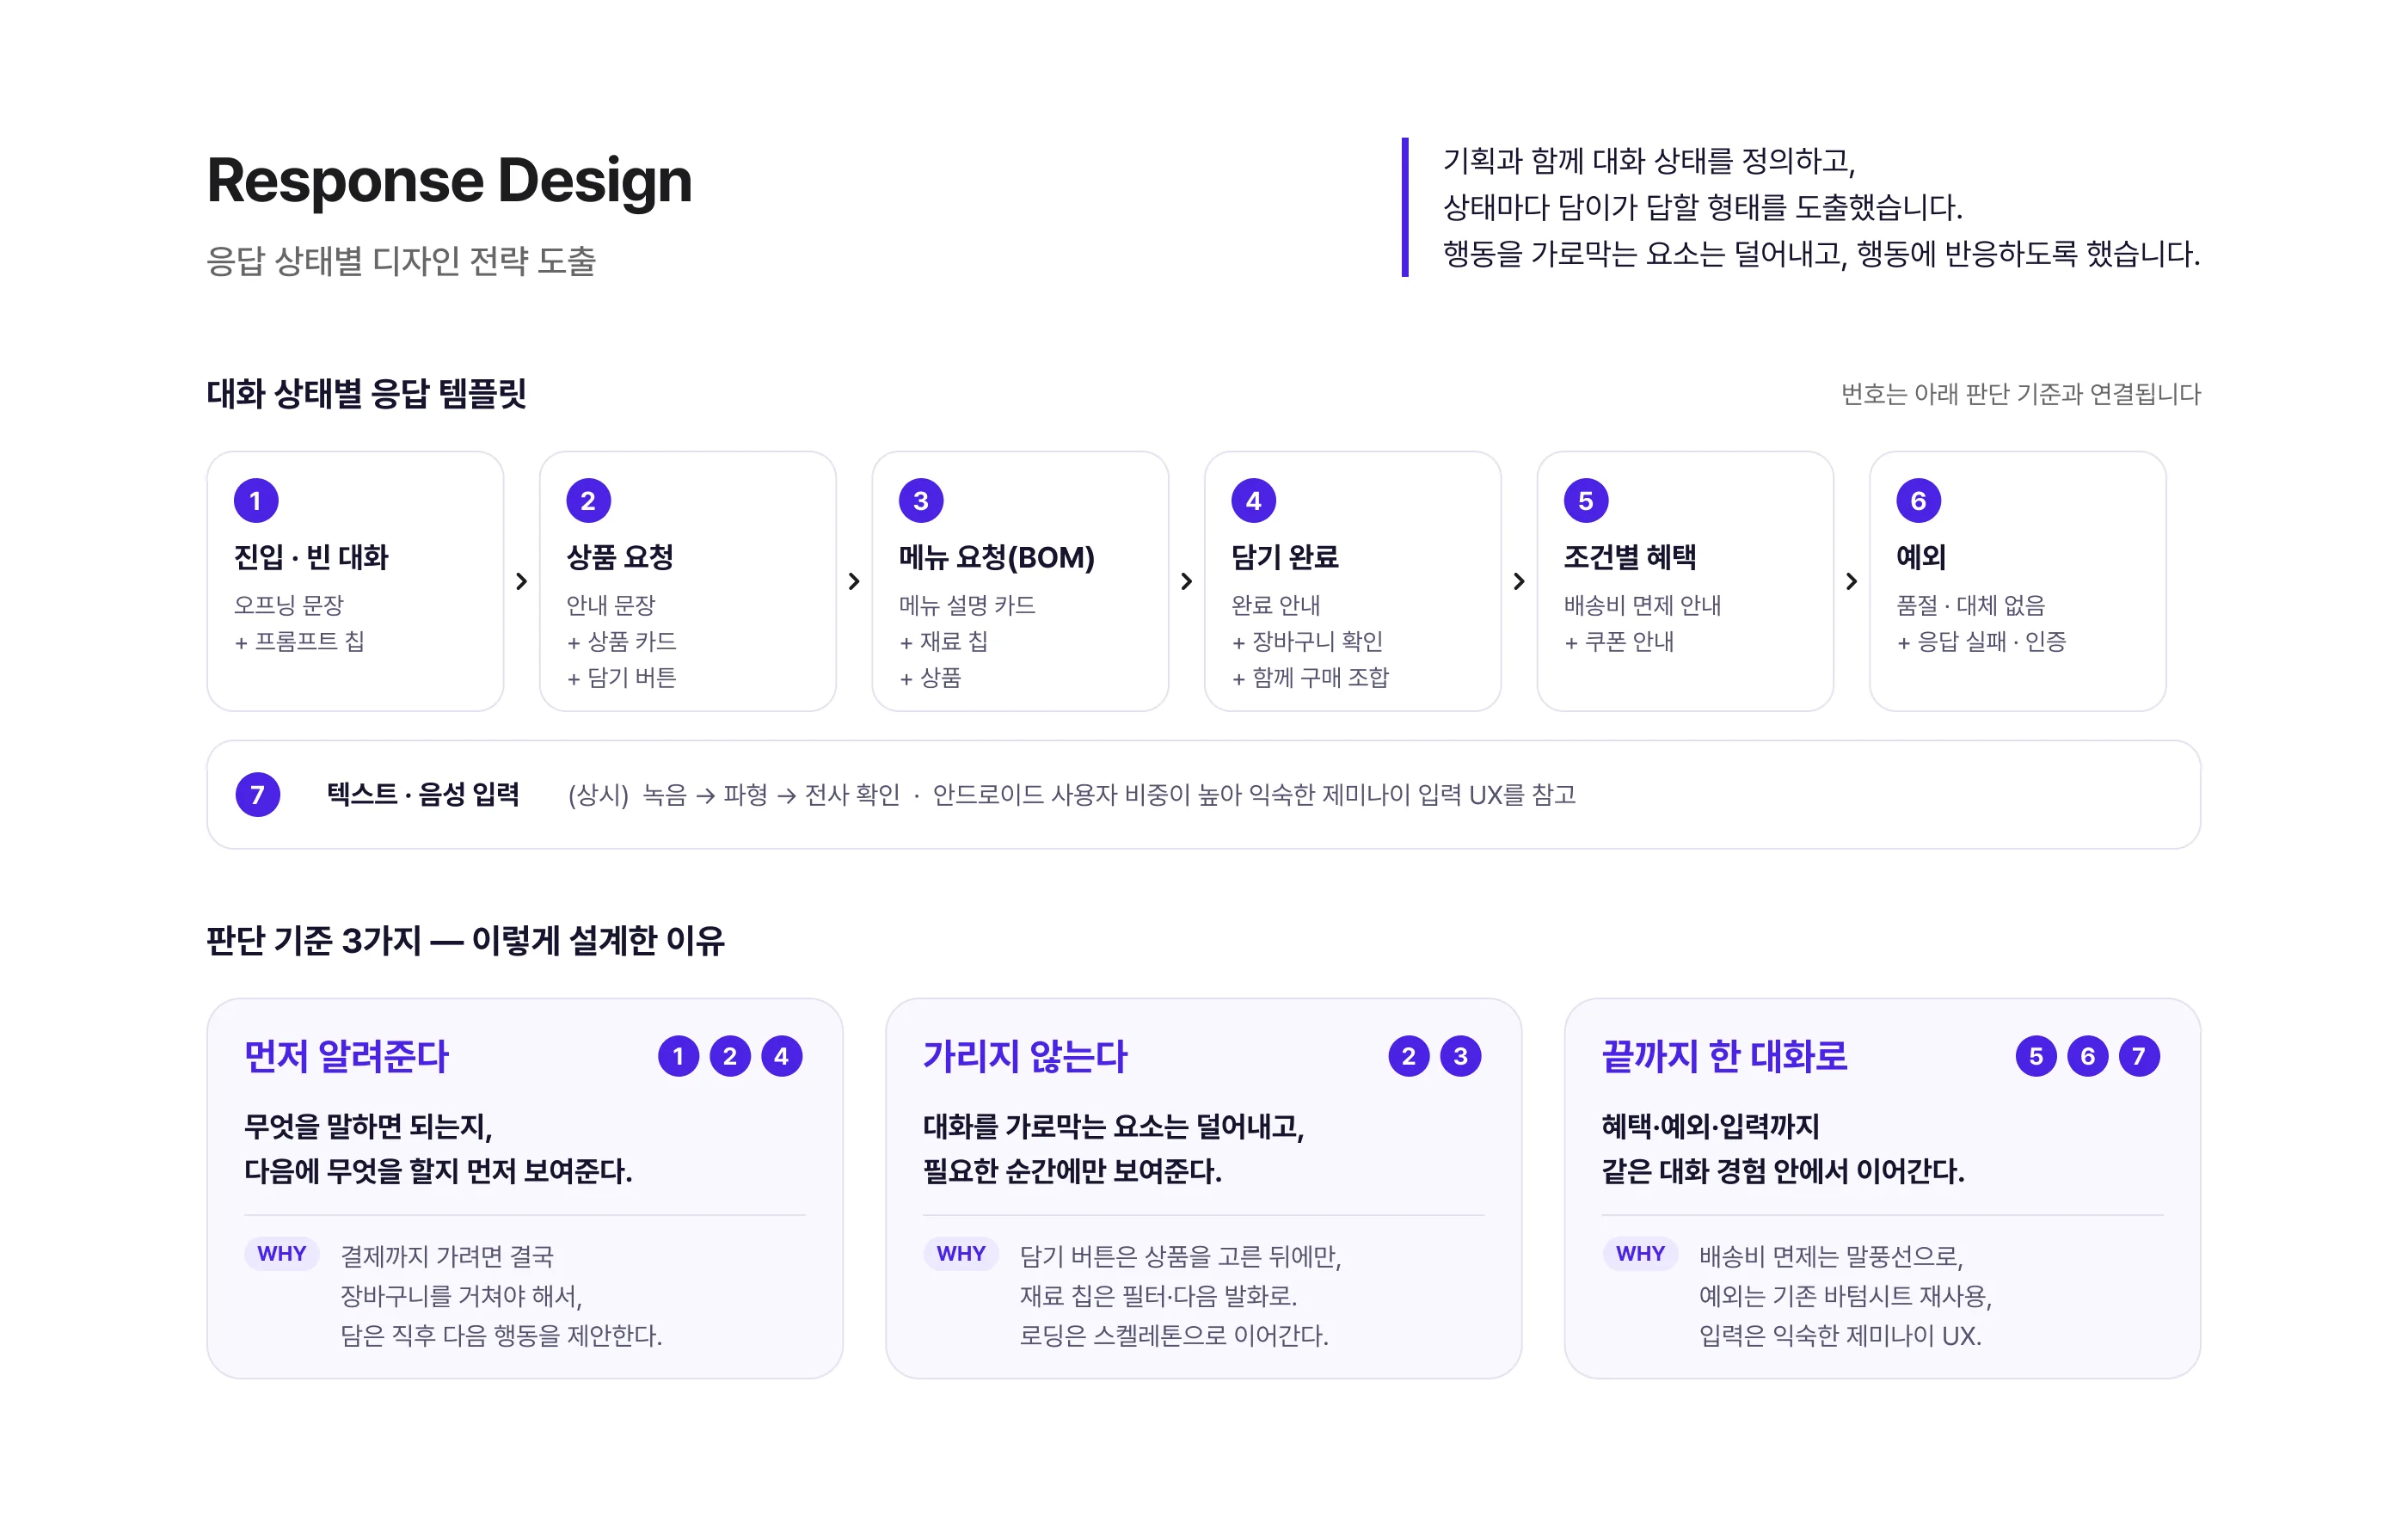 Response Design
응답 상태별 디자인 전략 도출
기획과 함께 대화 상태를 정의하고,
상태마다 담이가 답할 형태를 도출했습니다.
행동을 가로막는 요소는 덜어내고, 행동에 반응하도록 했습니다.
대화 상태별 응답 템플릿
번호는 아래 판단 기준과 연결됩니다
1
진입 · 빈 대화
오프닝 문장
+ 프롬프트 칩
2
상품 요청
안내 문장
+ 상품 카드
+ 담기 버튼
3
메뉴 요청(BOM)
메뉴 설명 카드
+ 재료 칩
+ 상품
4
담기 완료
완료 안내
+ 장바구니 확인
+ 함께 구매 조합
5
조건별 혜택
배송비 면제 안내
+ 쿠폰 안내
6
예외
품절 · 대체 없음
+ 응답 실패 · 인증
7 텍스트 · 음성 입력 (상시) 녹음 → 파형 → 전사 확인 · 안드로이드 사용자 비중이 높아 익숙한 제미나이 입력 UX를 참고
판단 기준 3가지 — 이렇게 설계한 이유
먼저 알려준다 1 2 4
무엇을 말하면 되는지,
다음에 무엇을 할지 먼저 보여준다.
WHY 결제까지 가려면 결국
장바구니를 거쳐야 해서,
담은 직후 다음 행동을 제안한다.
가리지 않는다 2 3
대화를 가로막는 요소는 덜어내고,
필요한 순간에만 보여준다.
WHY 담기 버튼은 상품을 고른 뒤에만,
재료 칩은 필터·다음 발화로.
로딩은 스켈레톤으로 이어간다.
끝까지 한 대화로 5 6 7
혜택·예외·입력까지
같은 대화 경험 안에서 이어간다.
WHY 배송비 면제는 말풍선으로,
예외는 기존 바텀시트 재사용,
입력은 익숙한 제미나이 UX.